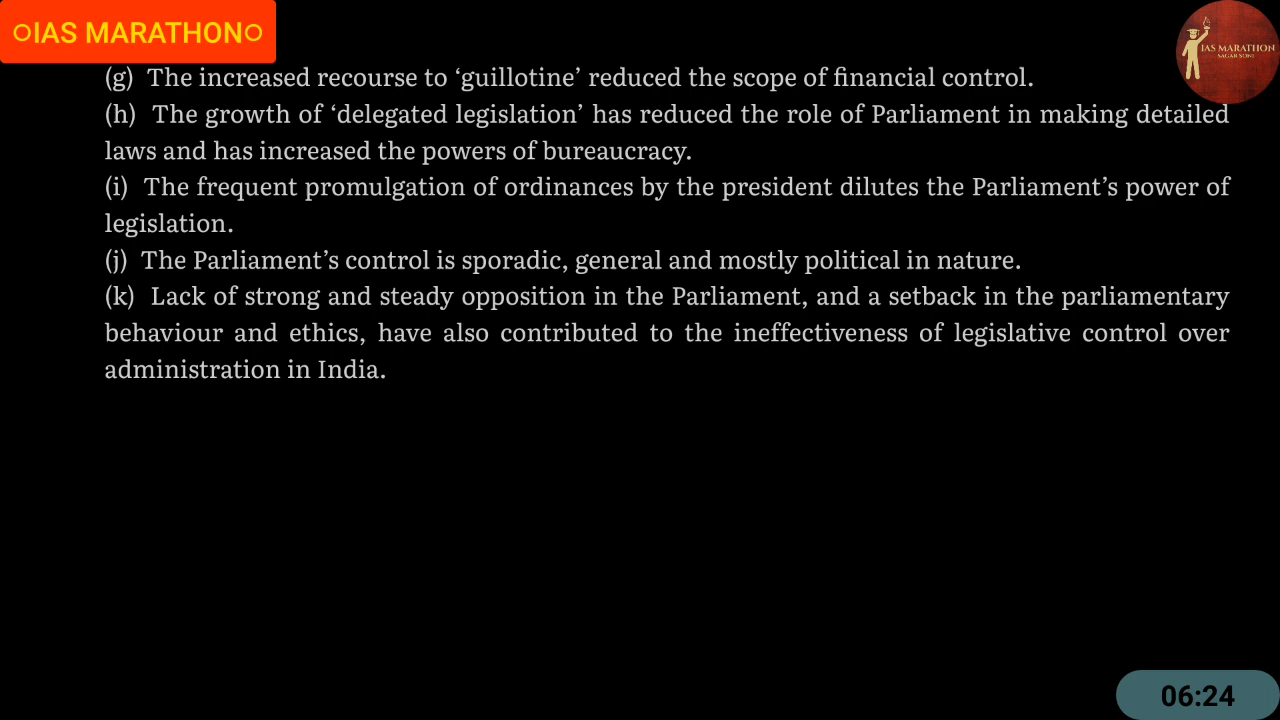 ○IAS MARATHON○
IAS MARATHON
SAGAR SONI
(g) The increased recourse to ‘guillotine’ reduced the scope of financial control.
(h) The growth of ‘delegated legislation’ has reduced the role of Parliament in making detailed
laws and has increased the powers of bureaucracy.
(i) The frequent promulgation of ordinances by the president dilutes the Parliament’s power of
legislation.
(j) The Parliament’s control is sporadic, general and mostly political in nature.
(k) Lack of strong and steady opposition in the Parliament, and a setback in the parliamentary
behaviour and ethics, have also contributed to the ineffectiveness of legislative control over
administration in India.
06:24